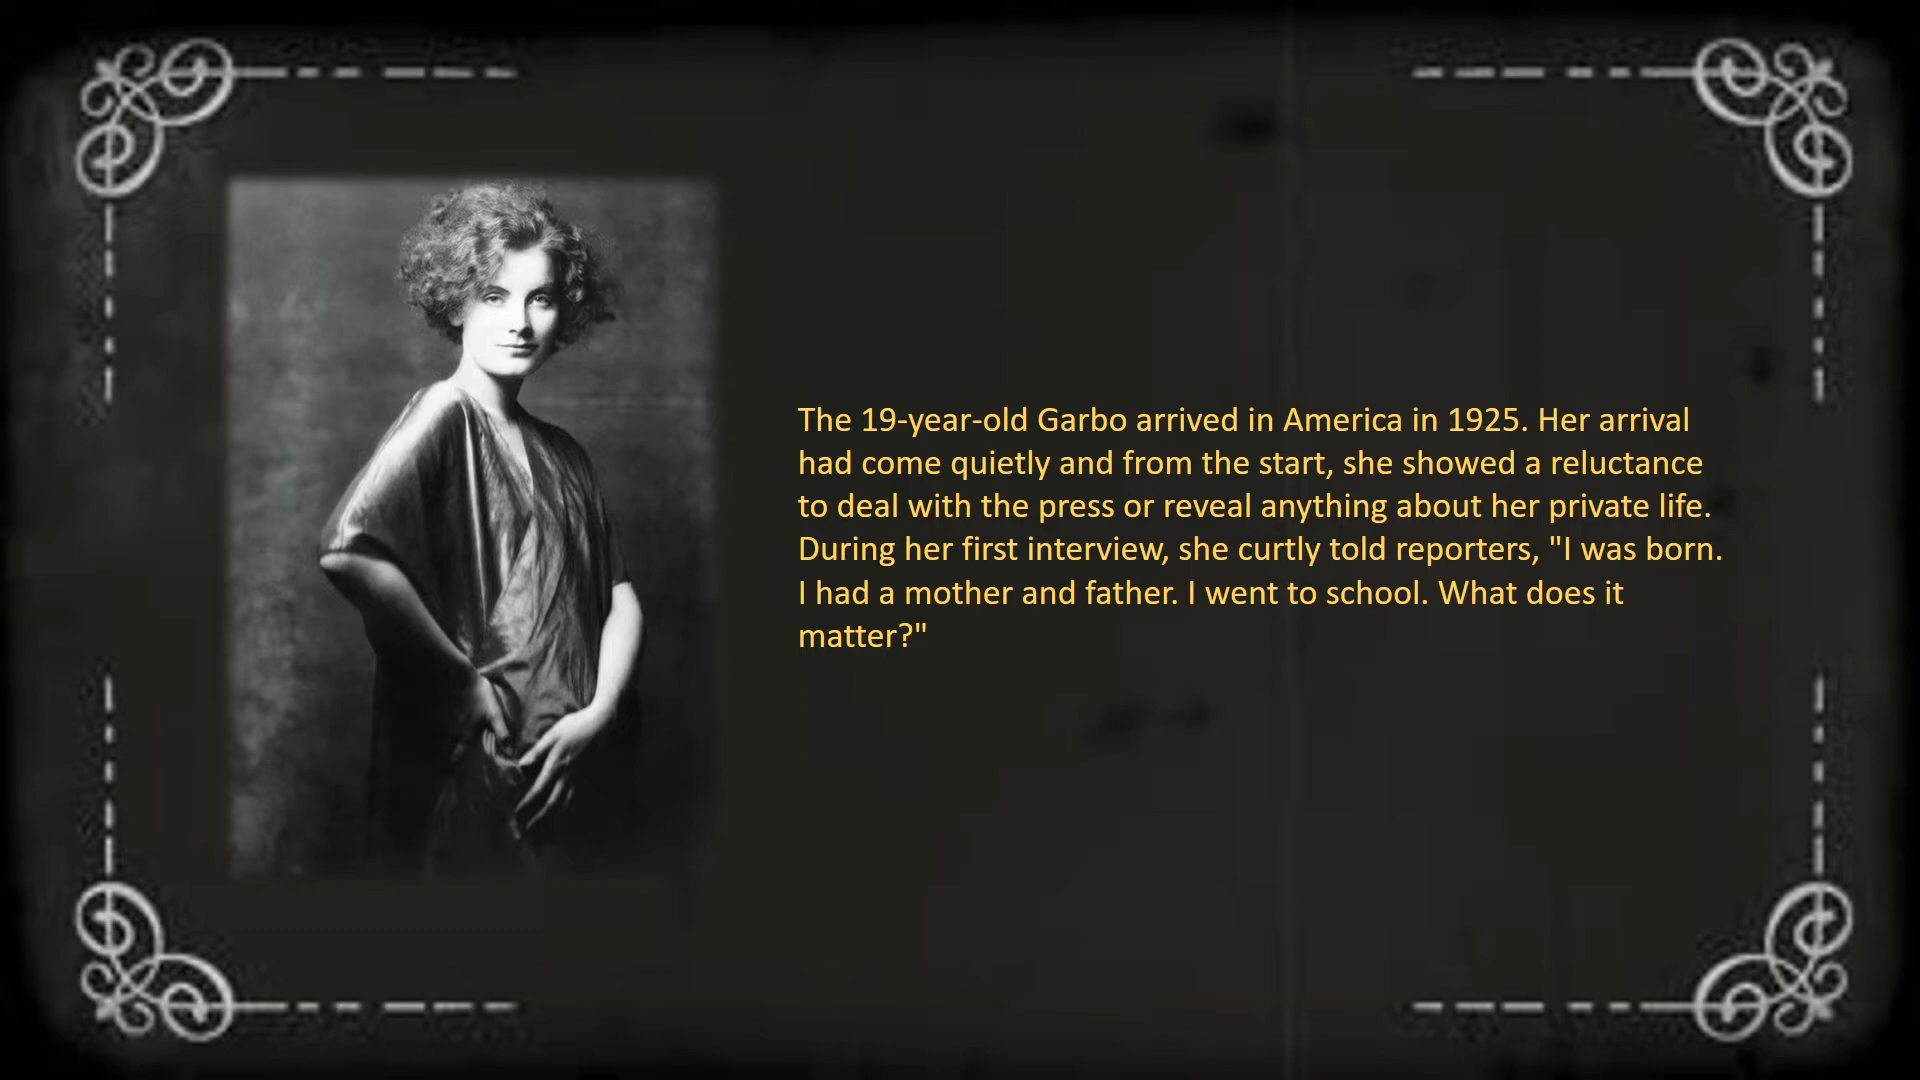 The 19-year-old Garbo arrived in America in 1925. Her arrival
had come quietly and from the start, she showed a reluctance
to deal with the press or reveal anything about her private life.
During her first interview, she curtly told reporters, "I was born.
I had a mother and father. I went to school. What does it
matter?"